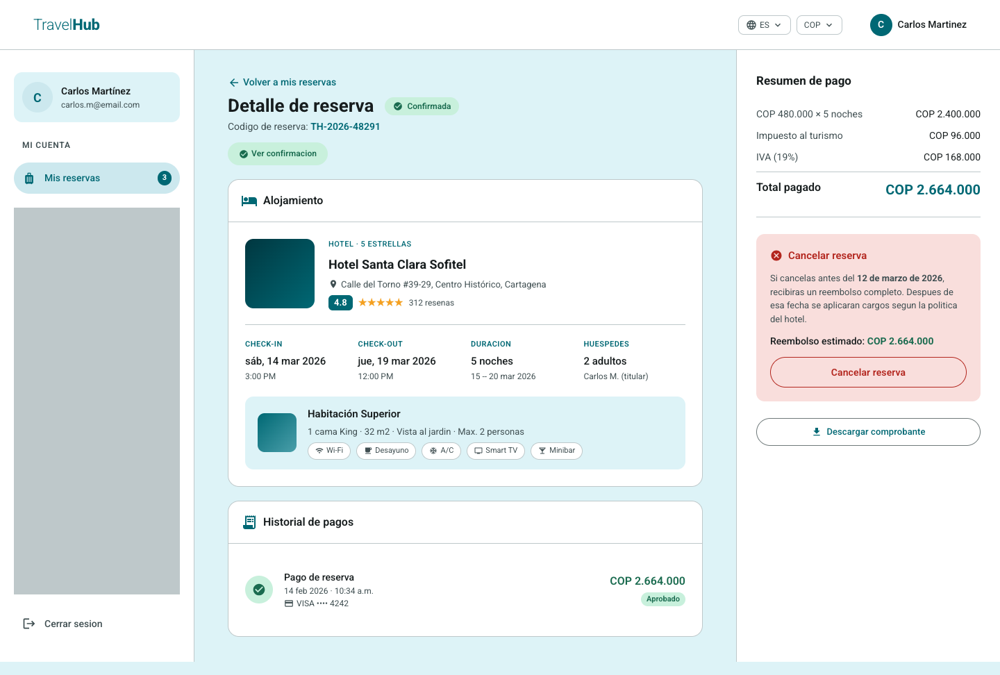 TravelHub
ES
COP
C
Carlos Martinez
C
Carlos Martínez
carlos.m@email.com
MI CUENTA
Mis reservas
3
Cerrar sesion
Volver a mis reservas
Detalle de reserva
Confirmada
Codigo de reserva: TH-2026-48291
Ver confirmacion
Alojamiento
HOTEL · 5 ESTRELLAS
Hotel Santa Clara Sofitel
Calle del Torno #39-29, Centro Histórico, Cartagena
4.8 ★★★★★ 312 resenas
CHECK-IN
sáb, 14 mar 2026
3:00 PM
CHECK-OUT
jue, 19 mar 2026
12:00 PM
DURACION
5 noches
15 – 20 mar 2026
HUESPEDES
2 adultos
Carlos M. (titular)
Habitación Superior
1 cama King · 32 m2 · Vista al jardin · Max. 2 personas
Wi-Fi
Desayuno
A/C
Smart TV
Minibar
Historial de pagos
Pago de reserva
14 feb 2026 · 10:34 a.m.
VISA •••• 4242
COP 2.664.000
Aprobado
Resumen de pago
COP 480.000 × 5 noches COP 2.400.000
Impuesto al turismo COP 96.000
IVA (19%) COP 168.000
Total pagado COP 2.664.000
Cancelar reserva
Si cancelas antes del 12 de marzo de 2026,
recibiras un reembolso completo. Despues de
esa fecha se aplicaran cargos segun la politica
del hotel.
Reembolso estimado: COP 2.664.000
Cancelar reserva
Descargar comprobante